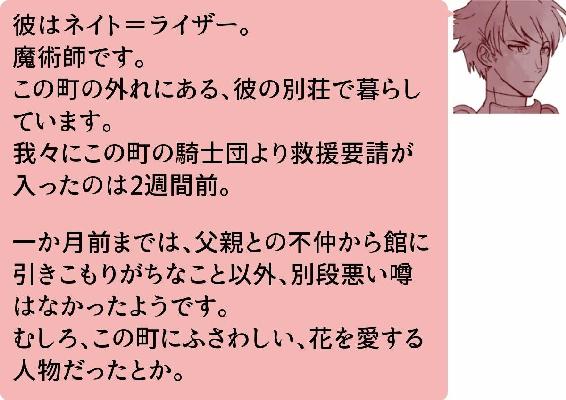 彼はネイト＝ライザー。
魔術師です。
この町の外れにある、彼の別荘で暮らし
ています。
我々にこの町の騎士団より救援要請が
入ったのは2週間前。
一か月前までは、父親との不仲から館に
引きこもりがちなこと以外、別段悪い噂
はなかったようです。
むしろ、この町にふさわしい、花を愛する
人物だったとか。